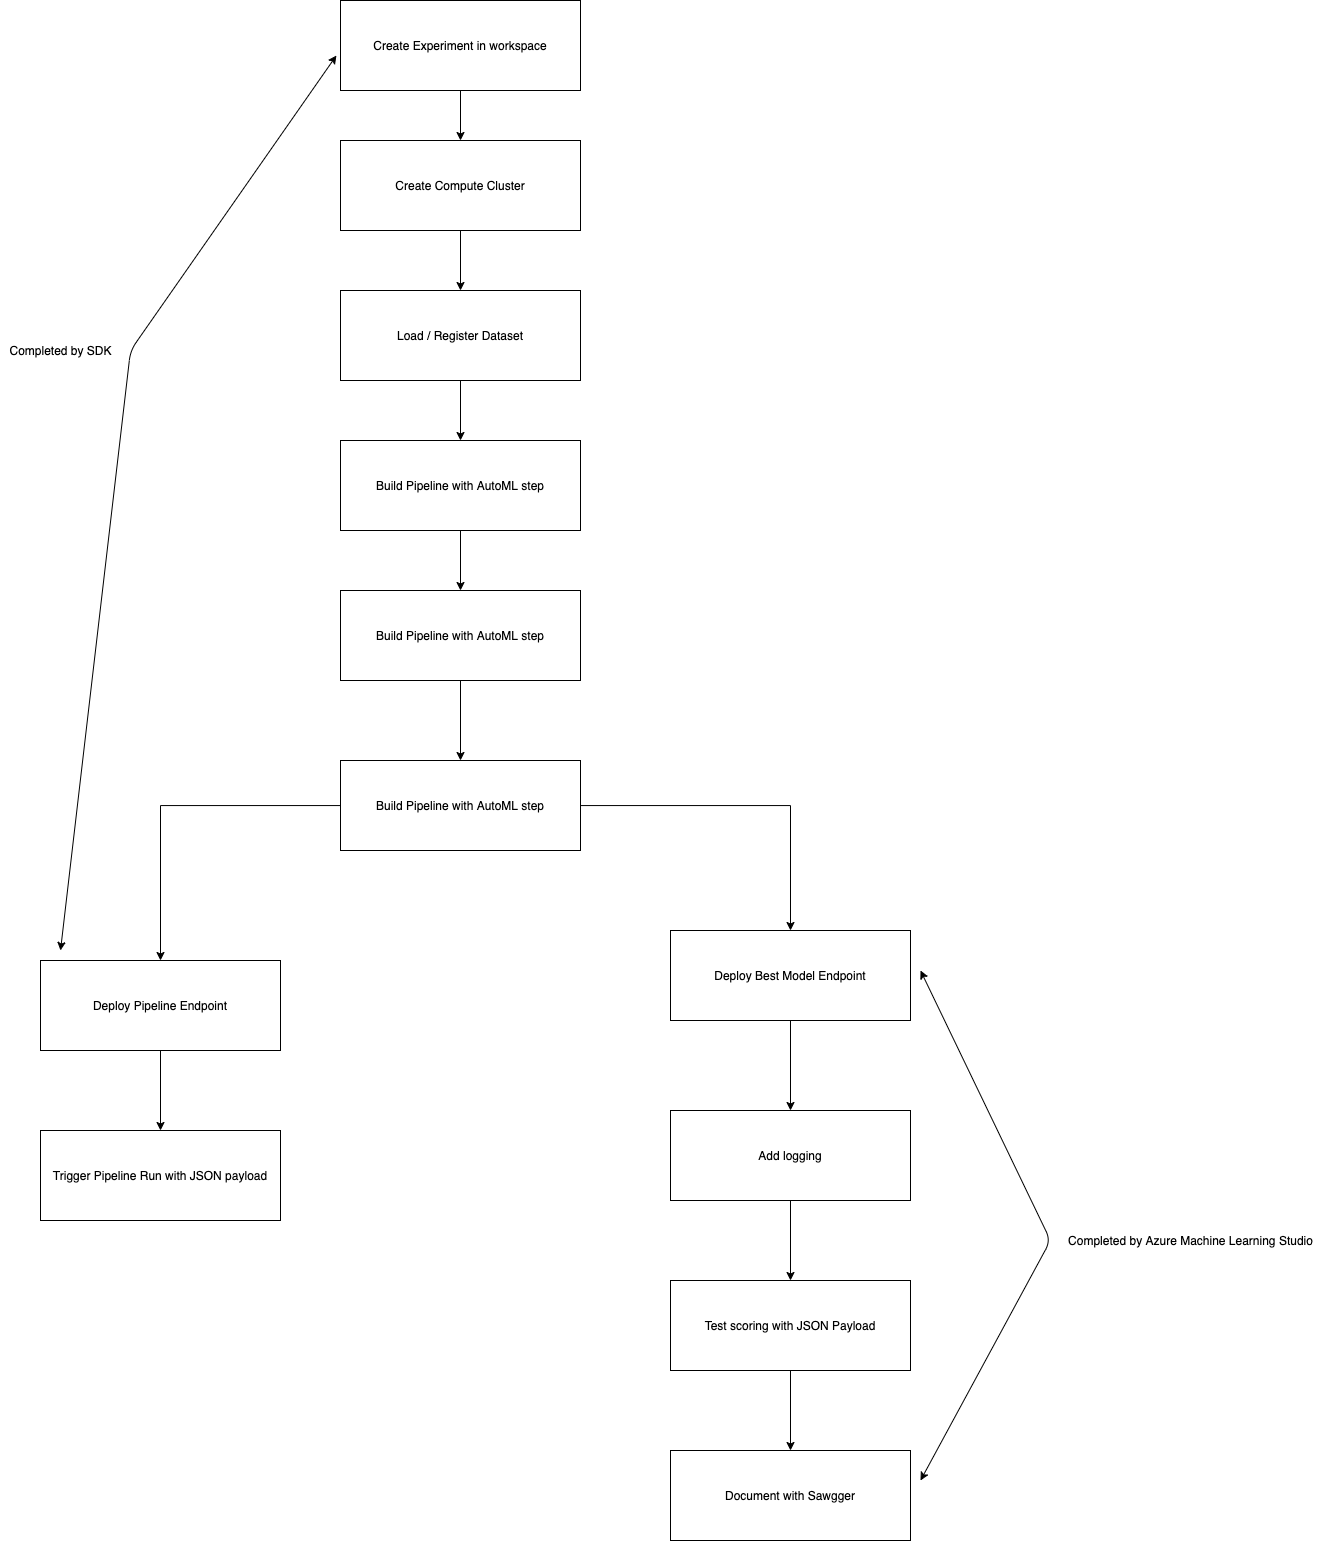 Create Experiment in workspace
Create Compute Cluster
Completed by SDK
Load / Register Dataset
Build Pipeline with AutoML step
Build Pipeline with AutoML step
Build Pipeline with AutoML step
Deploy Pipeline Endpoint
Trigger Pipeline Run with JSON payload
Deploy Best Model Endpoint
Add logging
Completed by Azure Machine Learning Studio
Test scoring with JSON Payload
Document with Sawgger